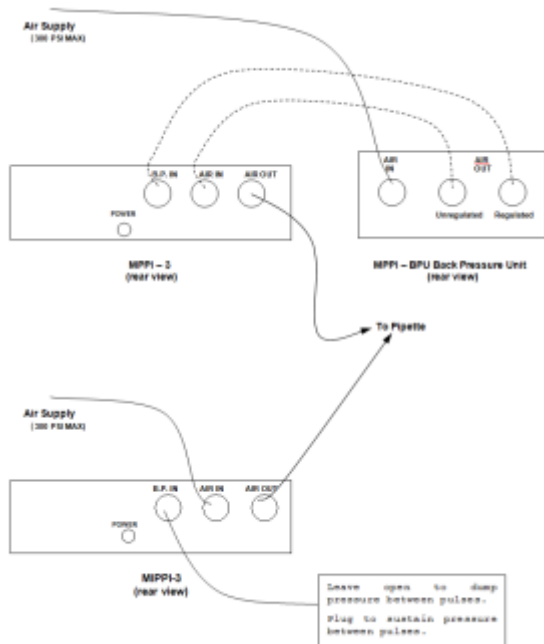 Air Supply
(300 PSI MAX)
B.P. IN
AIR IN
AIR OUT
POWER
MPPI – 3
(rear view)
AIR
IN
AIR
OUT
Unregulated
Regulated
MPPI – BPU Back Pressure Unit
(rear view)
To Pipette
Air Supply
(300 PSI MAX)
B.P. IN
AIR IN
AIR OUT
POWER
MIPPI-3
(rear view)
Leave open to dump
pressure between pulses.
Plug to sustain pressure
between pulses.